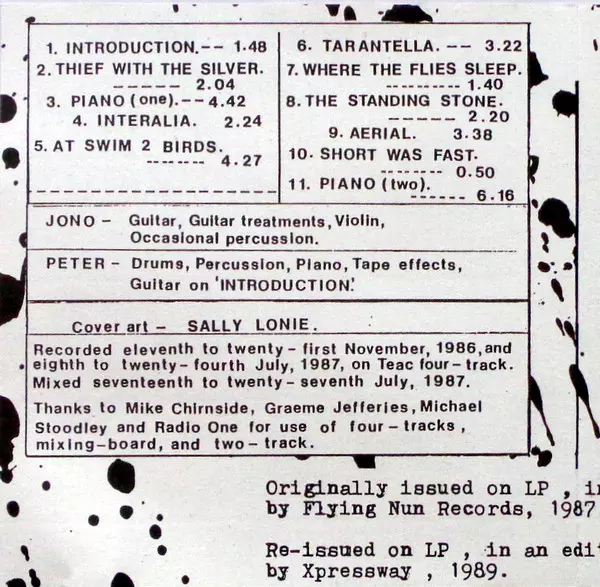 1. INTRODUCTION.-- 1·48
2. THIEF WITH THE SILVER.
----- 2.04
3. PIANO (one).-- 4.42
4. INTERALIA. 2.24
5. AT SWIM 2 BIRDS.
------- 4.27
6. TARANTELLA. -- 3.22
7. WHERE THE FLIES SLEEP.
--------- 1.40
8. THE STANDING STONE.
------ 2.20
9. AERIAL. 3.38
10. SHORT WAS FAST.
-------- 0.50
11. PIANO (two).
------ 6.16
JONO – Guitar, Guitar treatments, Violin,
Occasional percussion.
PETER – Drums, Percussion, Piano, Tape effects,
Guitar on 'INTRODUCTION'.
Cover art – SALLY LONIE.
Recorded eleventh to twenty-first November, 1986, and
eighth to twenty-fourth July, 1987, on Teac four-track.
Mixed seventeenth to twenty-seventh July, 1987.
Thanks to Mike Chirnside, Graeme Jefferies, Michael
Stoodley and Radio One for use of four-tracks,
mixing-board, and two-track.
Originally issued on LP , i
by Flying Nun Records, 1987
Re-issued on LP , in an edi
by Xpressway , 1989.